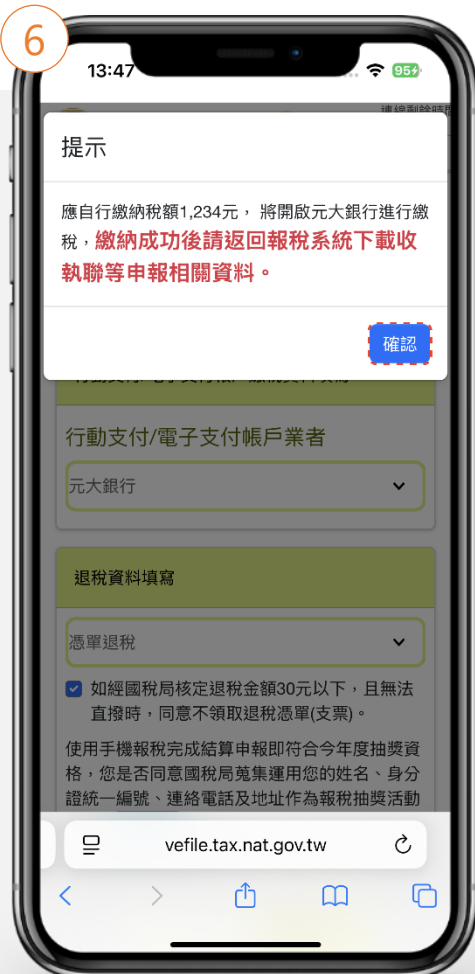 6
13:47
95
連線剩餘時間
提示
應自行繳納稅額1,234元， 將開啟元大銀行進行繳
稅，繳納成功後請返回報稅系統下載收
執聯等申報相關資料。
確認
行動支付/電子支付帳戶業者
元大銀行
退稅資料填寫
憑單退稅
如經國稅局核定退稅金額30元以下，且無法
直撥時，同意不領取退稅憑單(支票)。
使用手機報稅完成結算申報即符合今年度抽獎資
格，您是否同意國稅局蒐集運用您的姓名、身分
證統一編號、連絡電話及地址作為報稅抽獎活動
vefile.tax.nat.gov.tw